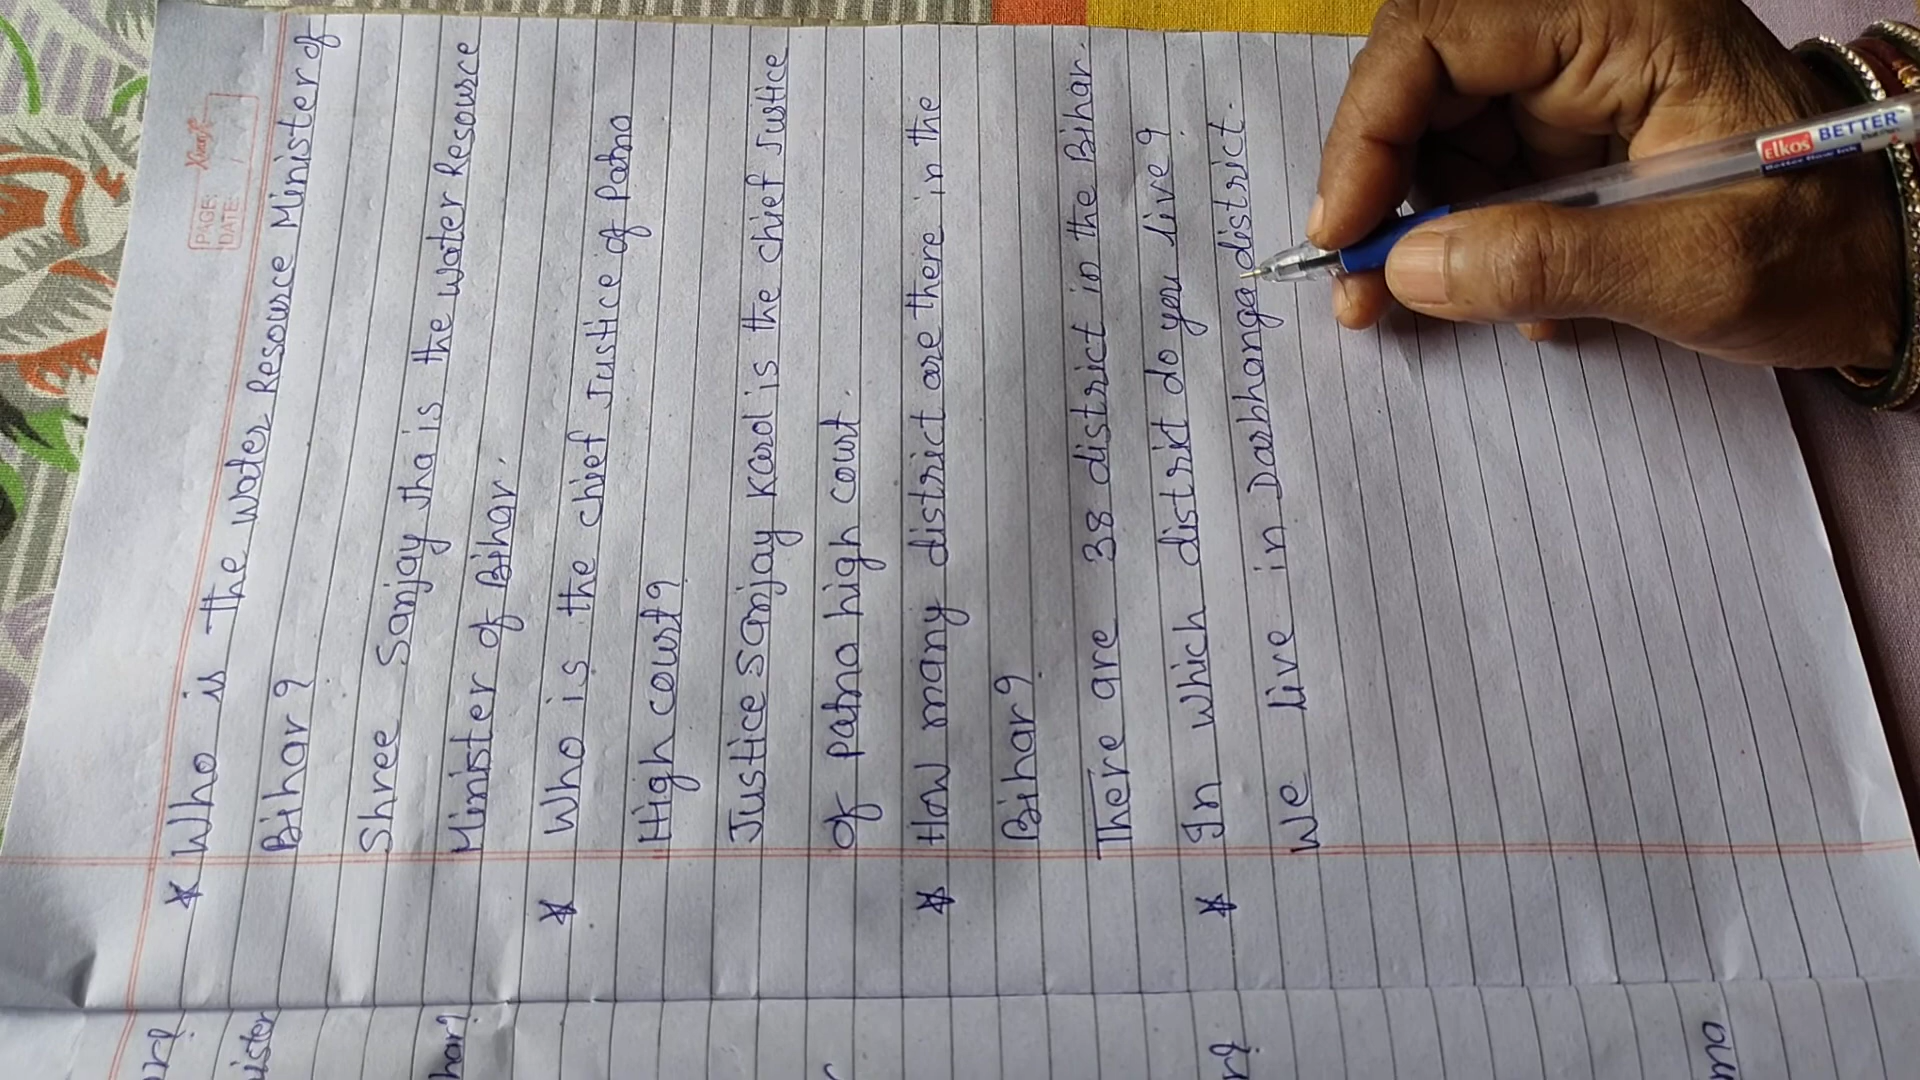 PAGE:
DATE:
* Who is the water Resource Minister of
Bihar?
Shree Sanjay Jha is the water Resource
Minister of Bihar.
* Who is the chief Justice of Patna
High court?
Justice sanjay Karol is the chief Justice
of patna high court.
* How many district are there in the
Bihar?
There are 38 district in the Bihar.
* In which district do you live?
We live in Darbhanga district.
Elkos BETTER
Better flow ink